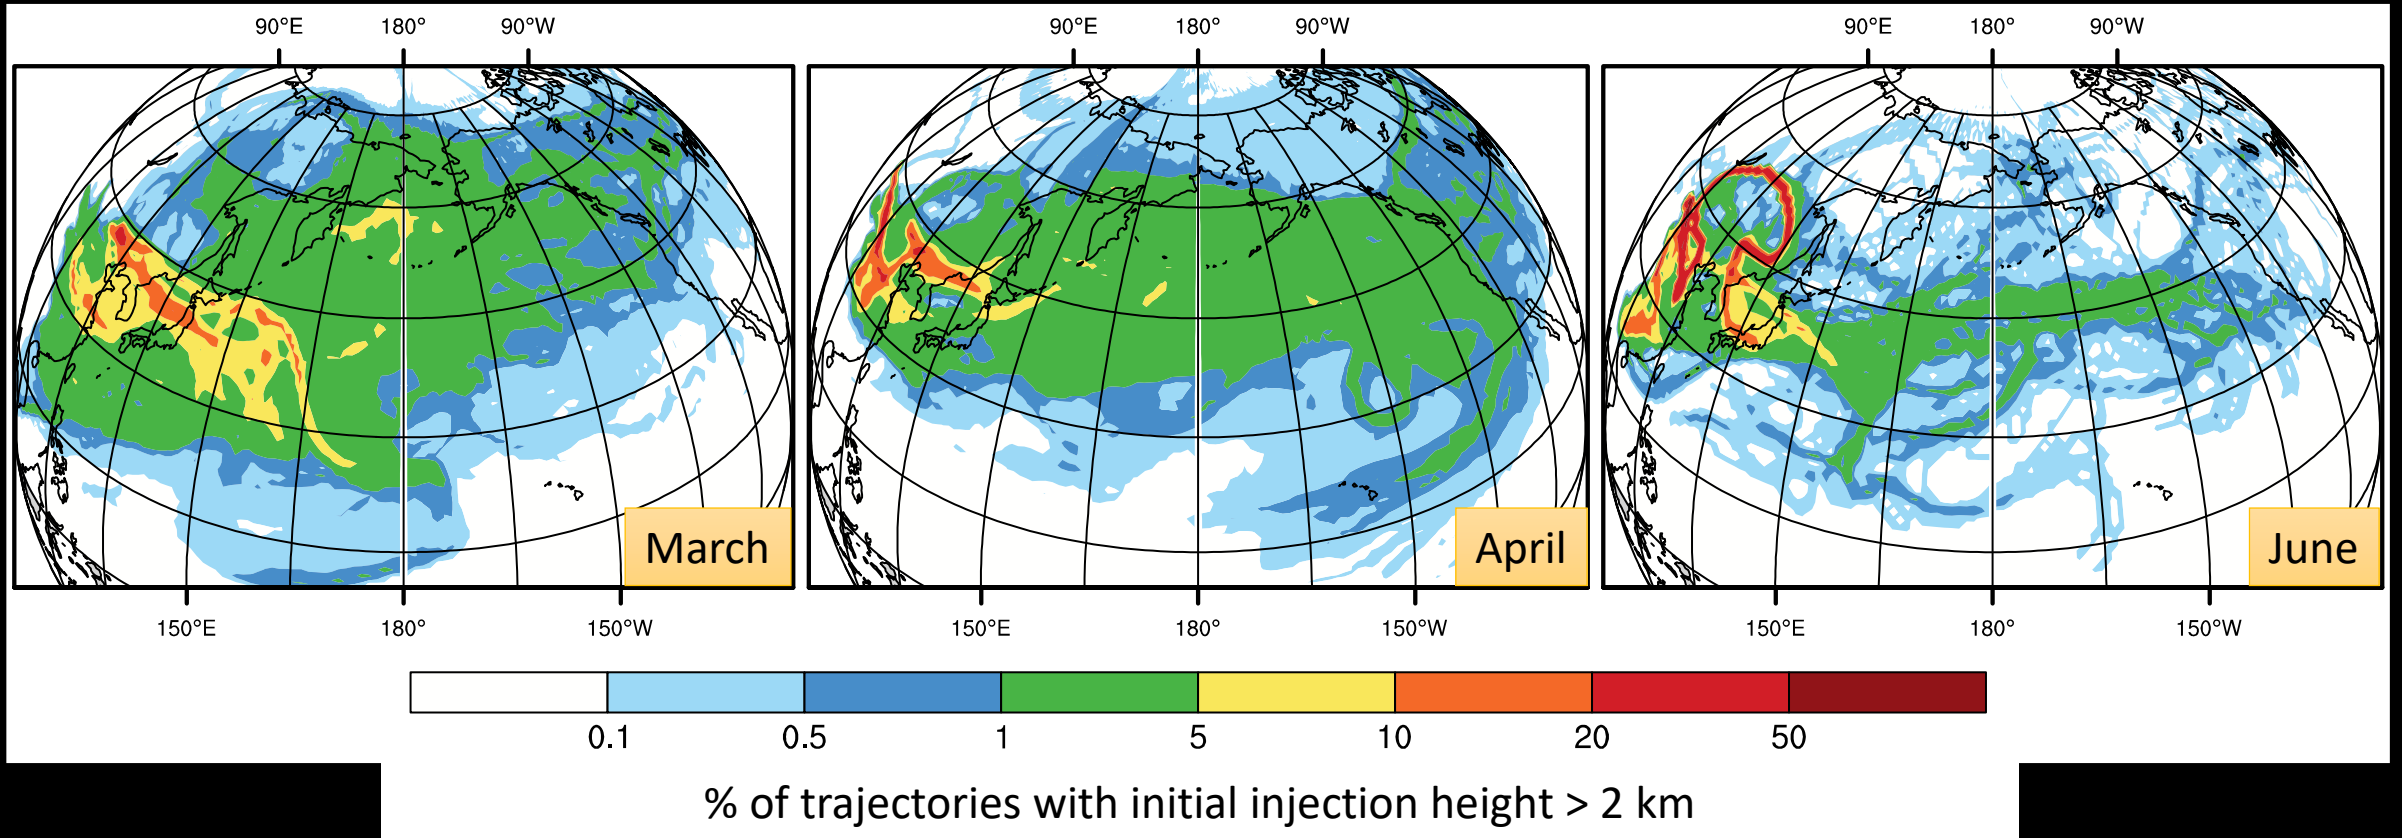 90°E 180° 90°W 90°E 180° 90°W 90°E 180° 90°W
March April June
150°E 180° 150°W 150°E 180° 150°W 150°E 180° 150°W
0.1 0.5 1 5 10 20 50
% of trajectories with initial injection height > 2 km